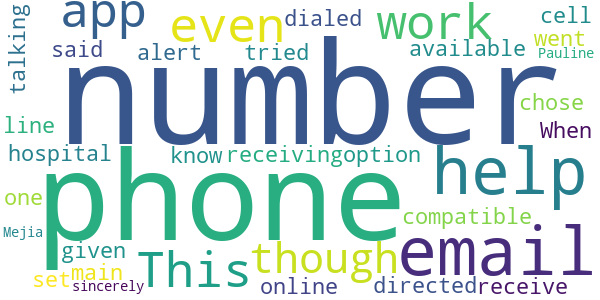 app even dialed work cell
talking said alert tried available went
Pauline
number
chose
line When
hospital know receiving option help
phone
one compatible
Mejia given This though email
set main
sincerely online directed receive